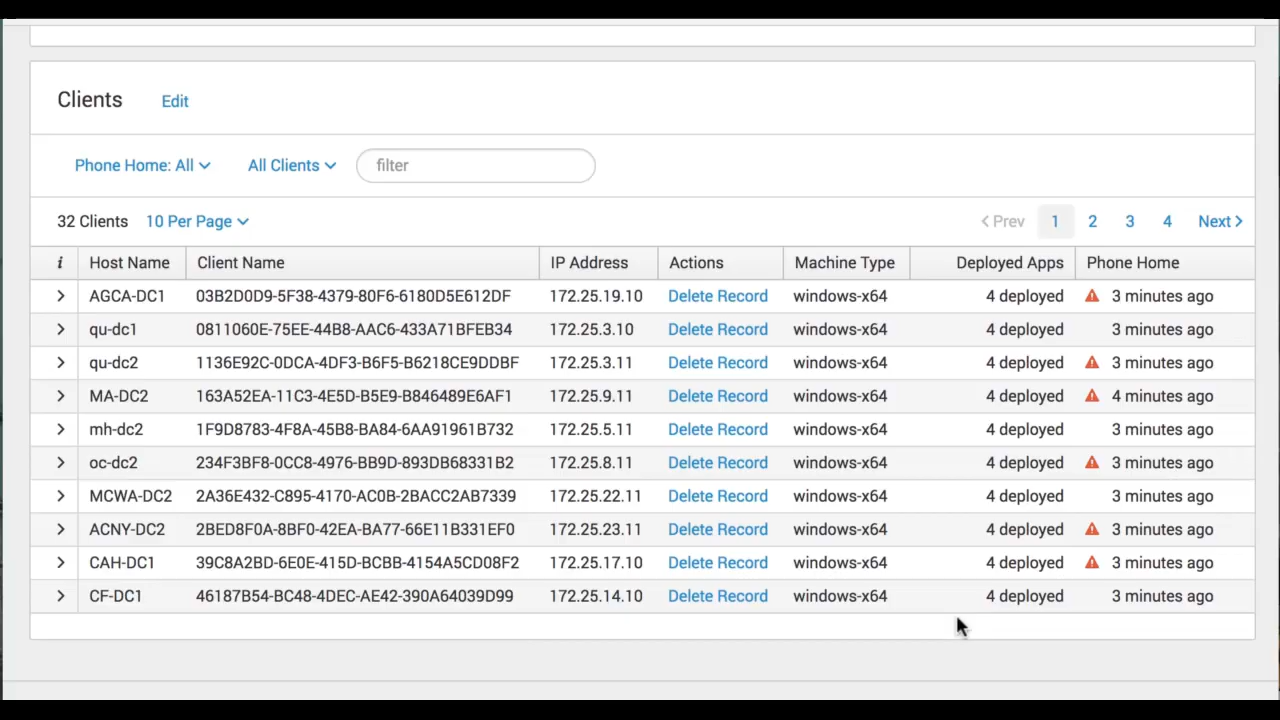 Clients Edit
Phone Home: All All Clients filter
32 Clients 10 Per Page Prev 1 2 3 4 Next
i Host Name Client Name IP Address Actions Machine Type Deployed Apps Phone Home
AGCA-DC1 03B2D0D9-5F38-4379-80F6-6180D5E612DF 172.25.19.10 Delete Record windows-x64 4 deployed 3 minutes ago
qu-dc1 0811060E-75EE-44B8-AAC6-433A71BFEB34 172.25.3.10 Delete Record windows-x64 4 deployed 3 minutes ago
qu-dc2 1136E92C-0DCA-4DF3-B6F5-B6218CE9DDBF 172.25.3.11 Delete Record windows-x64 4 deployed 3 minutes ago
MA-DC2 163A52EA-11C3-4E5D-B5E9-B846489E6AF1 172.25.9.11 Delete Record windows-x64 4 deployed 4 minutes ago
mh-dc2 1F9D8783-4F8A-45B8-BA84-6AA91961B732 172.25.5.11 Delete Record windows-x64 4 deployed 3 minutes ago
oc-dc2 234F3BF8-0CC8-4976-BB9D-893DB68331B2 172.25.8.11 Delete Record windows-x64 4 deployed 3 minutes ago
MCWA-DC2 2A36E432-C895-4170-AC0B-2BACC2AB7339 172.25.22.11 Delete Record windows-x64 4 deployed 3 minutes ago
ACNY-DC2 2BED8F0A-8BF0-42EA-BA77-66E11B331EF0 172.25.23.11 Delete Record windows-x64 4 deployed 3 minutes ago
CAH-DC1 39C8A2BD-6E0E-415D-BCBB-4154A5CD08F2 172.25.17.10 Delete Record windows-x64 4 deployed 3 minutes ago
CF-DC1 46187B54-BC48-4DEC-AE42-390A64039D99 172.25.14.10 Delete Record windows-x64 4 deployed 3 minutes ago